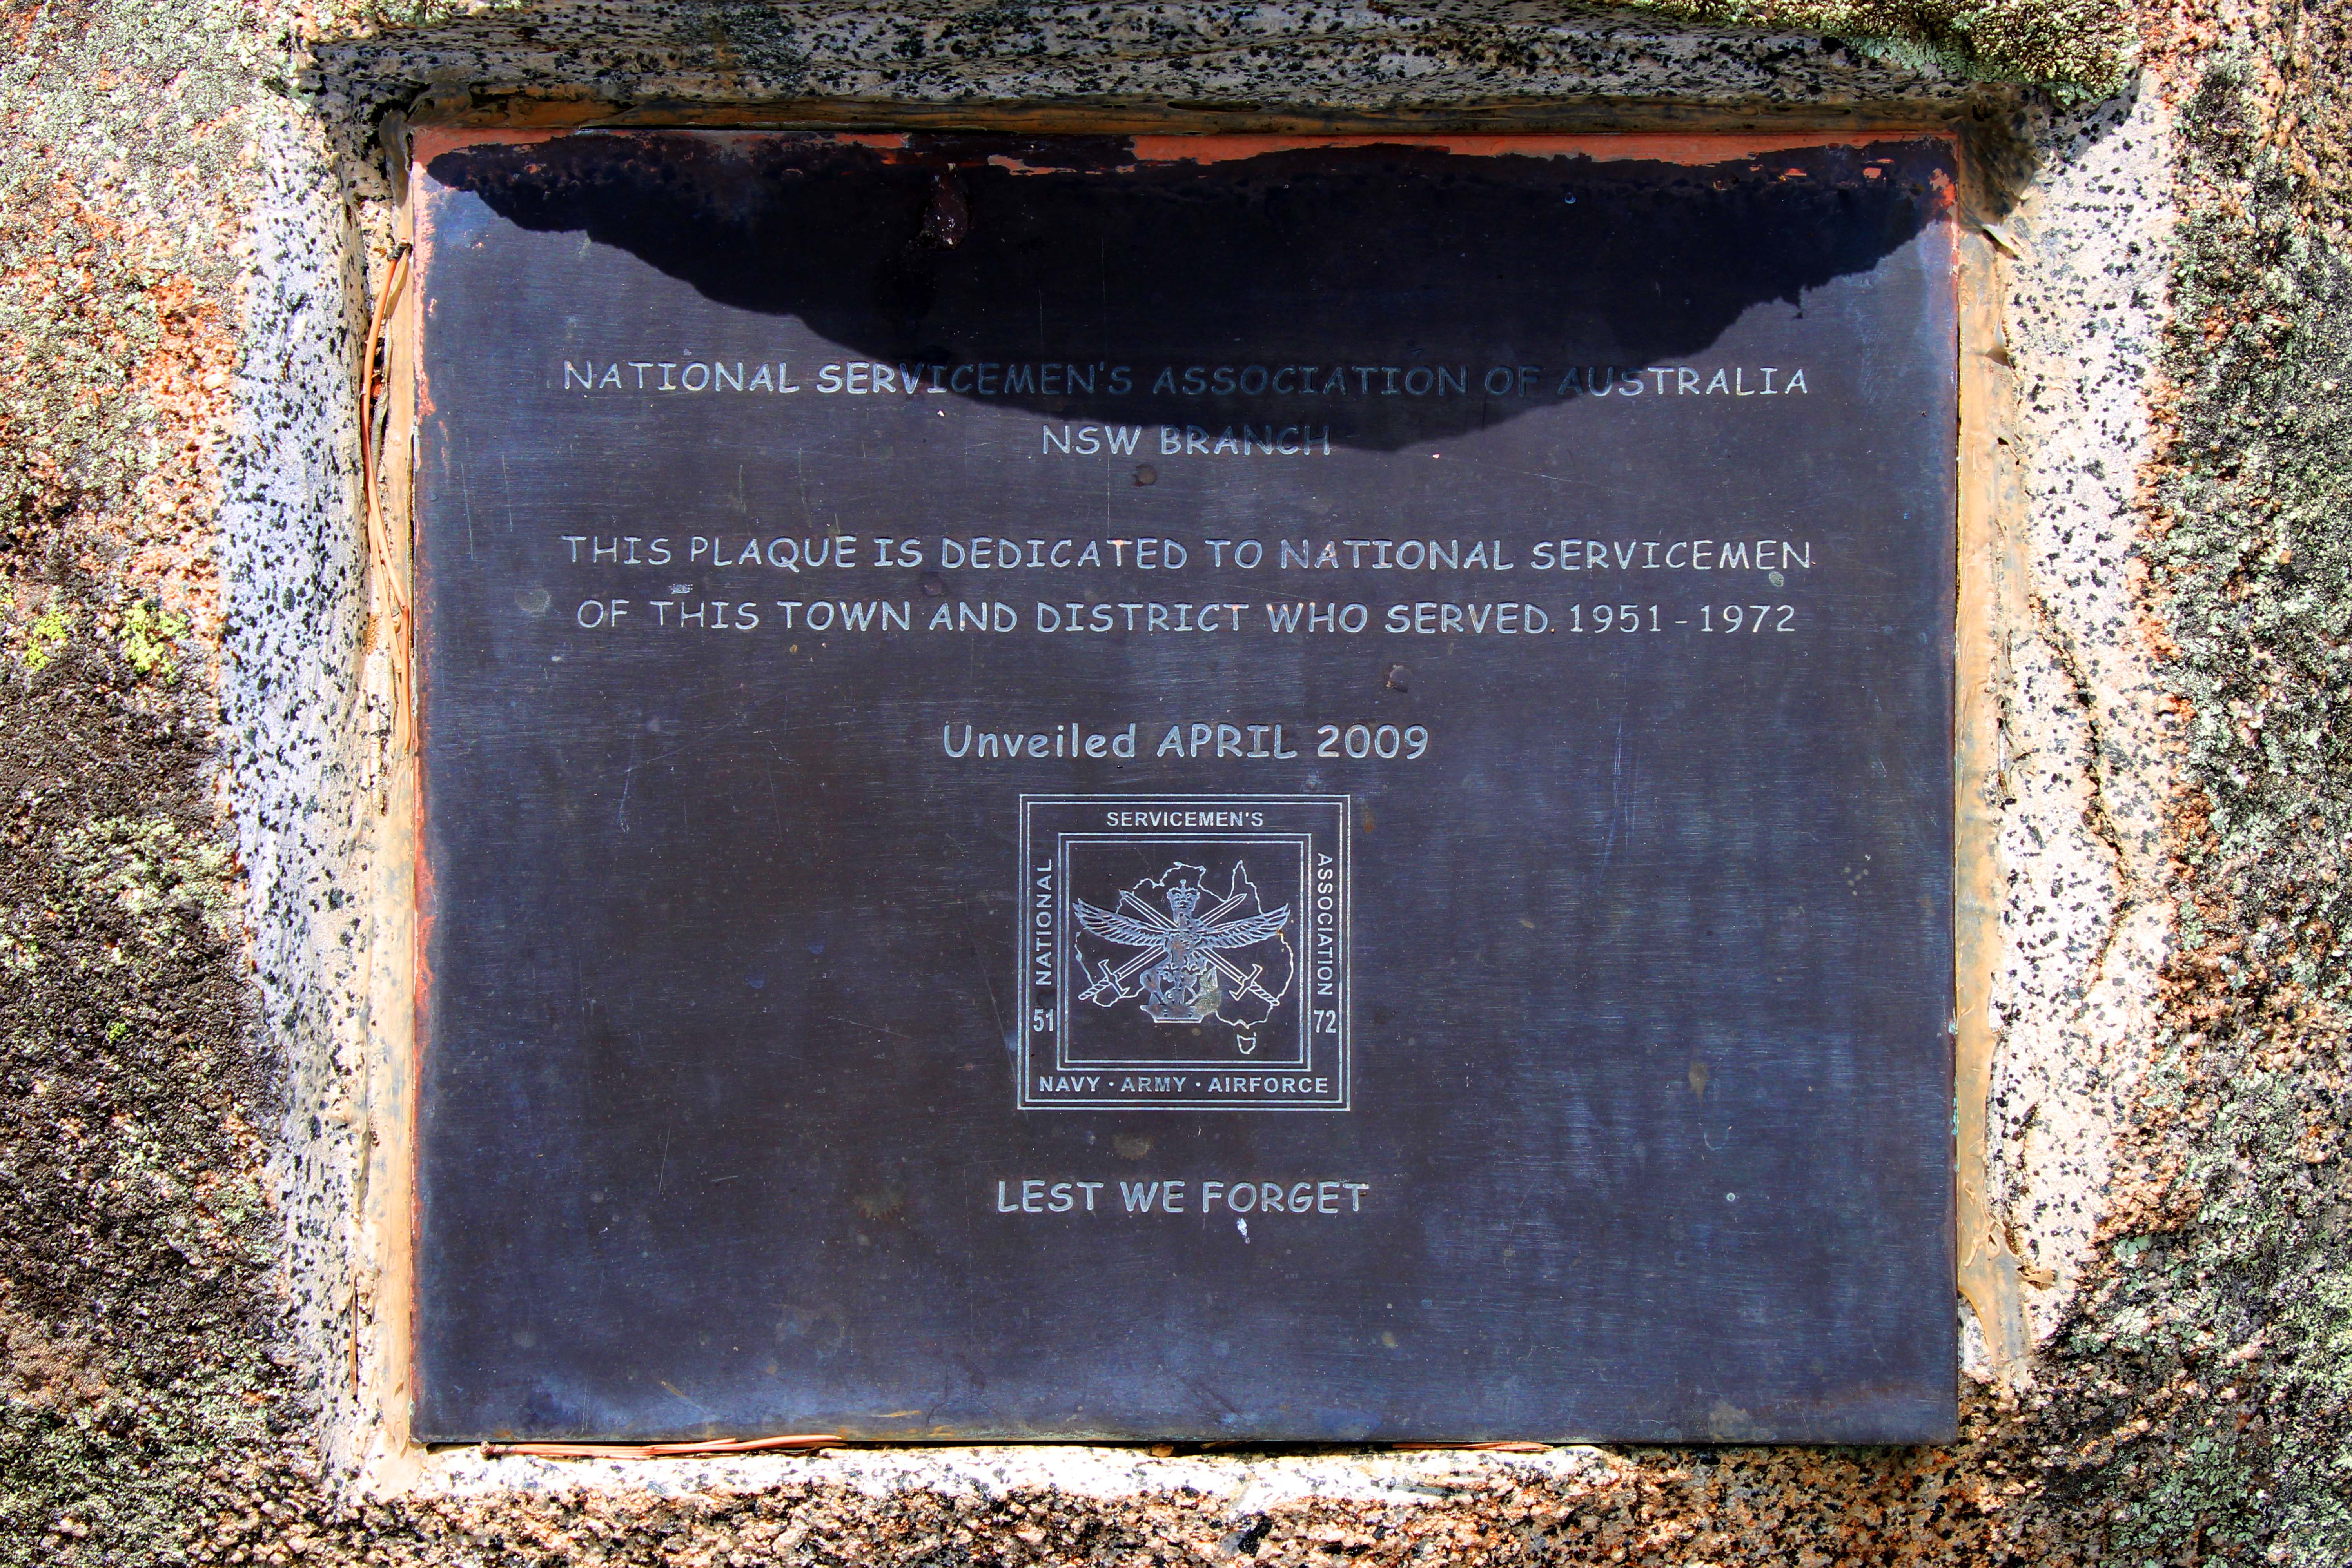 NATIONAL SERVICEMEN'S ASSOCIATION OF AUSTRALIA
NSW BRANCH
THIS PLAQUE IS DEDICATED TO NATIONAL SERVICEMEN
OF THIS TOWN AND DISTRICT WHO SERVED. 1951 - 1972
Unveiled APRIL 2009
SERVICEMEN'S
NATIONAL
ASSOCIATION
51
72
NAVY · ARMY · AIRFORCE
LEST WE FORGET